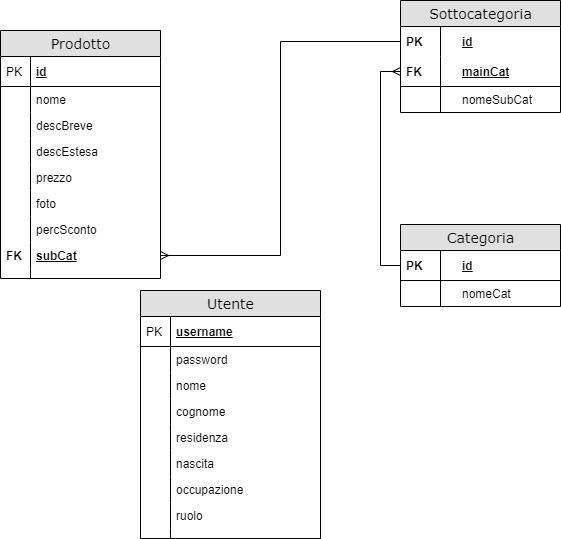 Prodotto
PK id
nome
descBreve
descEstesa
prezzo
foto
percSconto
FK subCat
Sottocategoria
PK id
FK mainCat
nomeSubCat
Categoria
PK id
nomeCat
Utente
PK username
password
nome
cognome
residenza
nascita
occupazione
ruolo